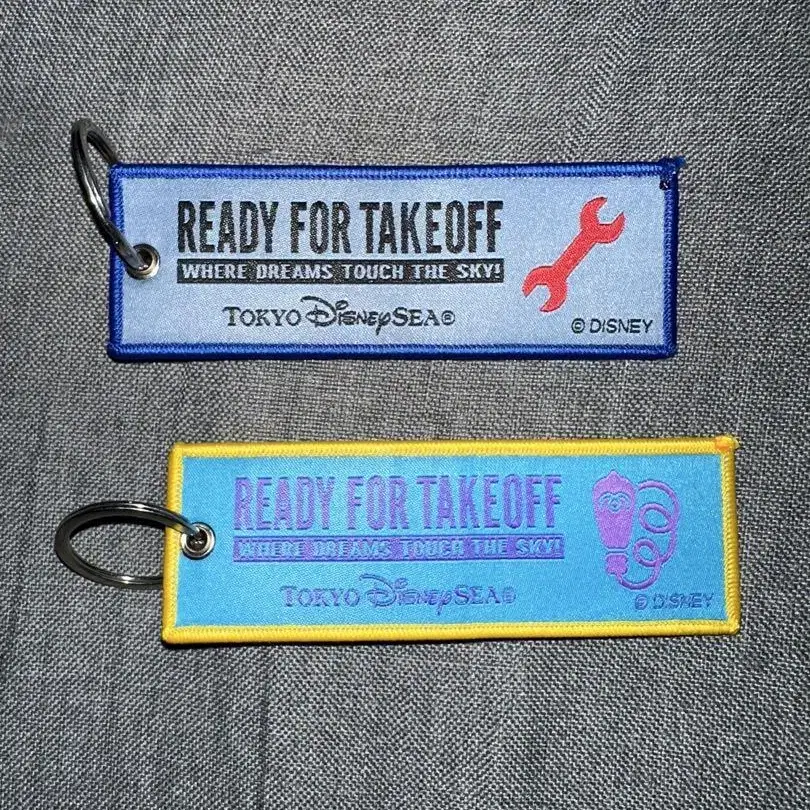 READY FOR TAKEOFF
WHERE DREAMS TOUCH THE SKY!
TOKYO DisneySEA®
© DISNEY
READY FOR TAKEOFF
WHERE DREAMS TOUCH THE SKY!
TOKYO DisneySEA®
© DISNEY